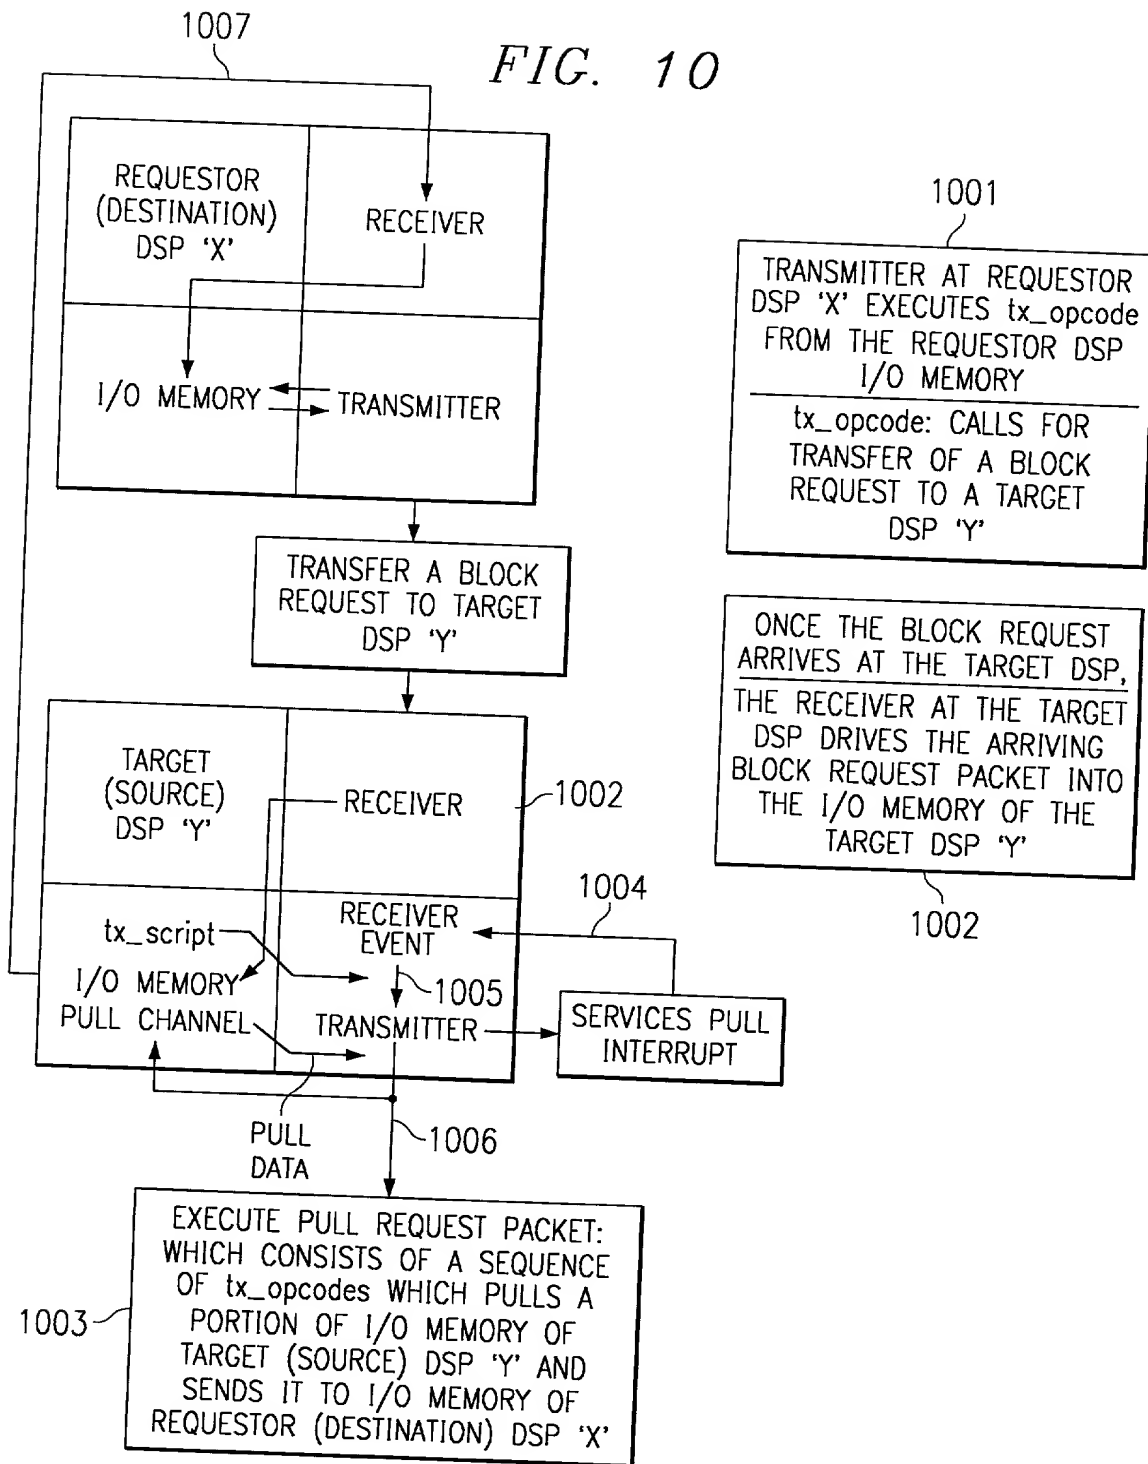 1007
FIG. 10
REQUESTOR
(DESTINATION)
DSP ‘X’
RECEIVER
I/O MEMORY
TRANSMITTER
1001
TRANSMITTER AT REQUESTOR
DSP ‘X’ EXECUTES tx_opcode
FROM THE REQUESTOR DSP
I/O MEMORY
tx_opcode: CALLS FOR
TRANSFER OF A BLOCK
REQUEST TO A TARGET
DSP ‘Y’
TRANSFER A BLOCK
REQUEST TO TARGET
DSP ‘Y’
ONCE THE BLOCK REQUEST
ARRIVES AT THE TARGET DSP,
THE RECEIVER AT THE TARGET
DSP DRIVES THE ARRIVING
BLOCK REQUEST PACKET INTO
THE I/O MEMORY OF THE
TARGET DSP ‘Y’
1002
TARGET
(SOURCE)
DSP ‘Y’
RECEIVER
1002
tx_script
I/O MEMORY
PULL CHANNEL
RECEIVER
EVENT
1004
1005
TRANSMITTER
SERVICES PULL
INTERRUPT
PULL
DATA
1006
1003
EXECUTE PULL REQUEST PACKET:
WHICH CONSISTS OF A SEQUENCE
OF tx_opcodes WHICH PULLS A
PORTION OF I/O MEMORY OF
TARGET (SOURCE) DSP ‘Y’ AND
SENDS IT TO I/O MEMORY OF
REQUESTOR (DESTINATION) DSP ‘X’